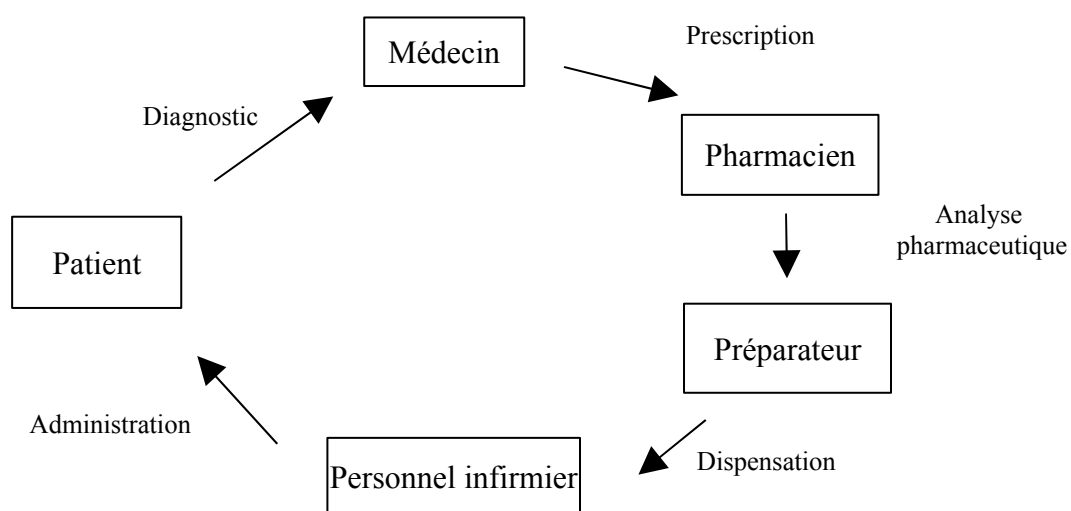 Médecin
Prescription
Diagnostic
Pharmacien
Analyse
pharmaceutique
Patient
Préparateur
Administration
Dispensation
Personnel infirmier